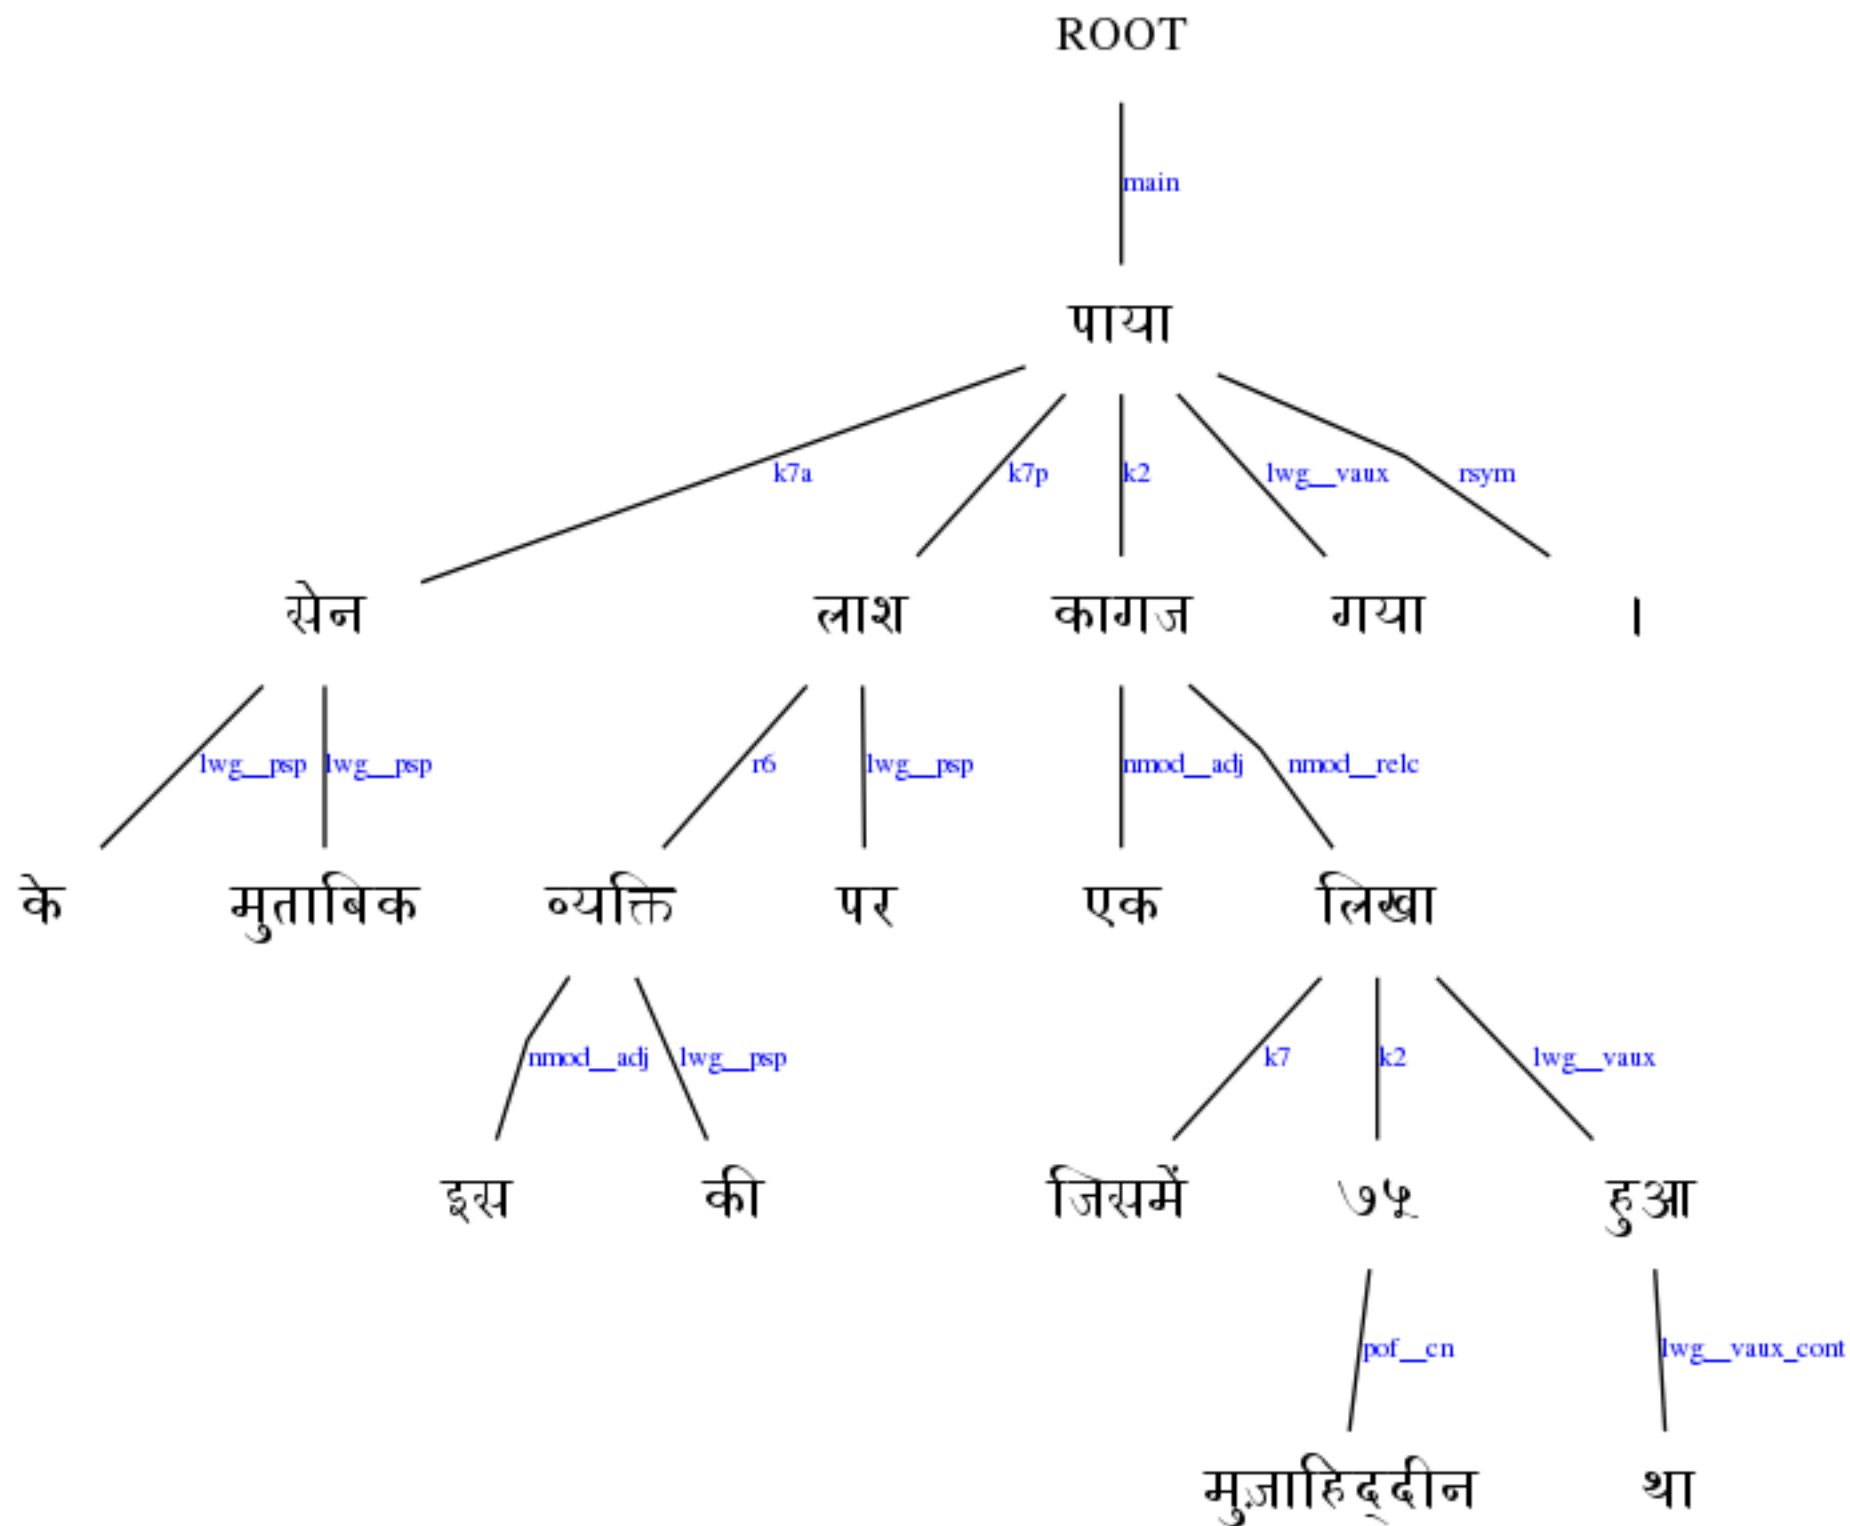 ROOT
main
पाया
k7a k7p k2 lwg__vaux rsym
सेन लाश कागज गया ।
lwg__psp lwg__psp r6 lwg__psp nmod__adj nmod__relc
के मुताबिक व्यक्ति पर एक लिखा
nmod__adj lwg__psp k7 k2 lwg__vaux
इस की जिसमें ७५ हुआ
pof__cn lwg__vaux_cont
मुज़ाहिद्दीन था